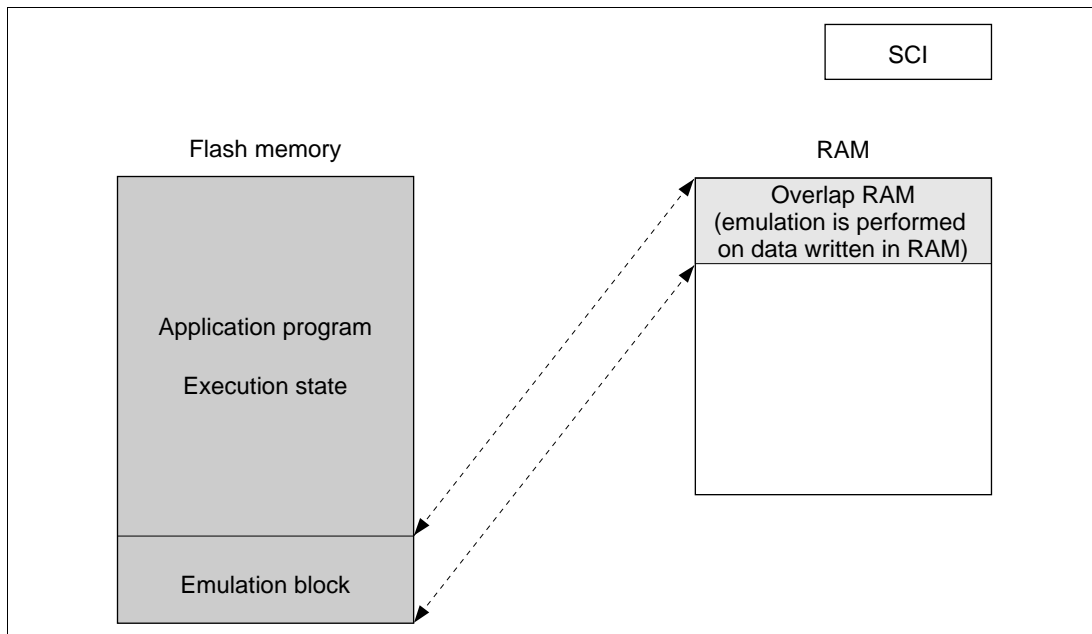 SCI
Flash memory
RAM
Overlap RAM
(emulation is performed
on data written in RAM)
Application program
Execution state
Emulation block